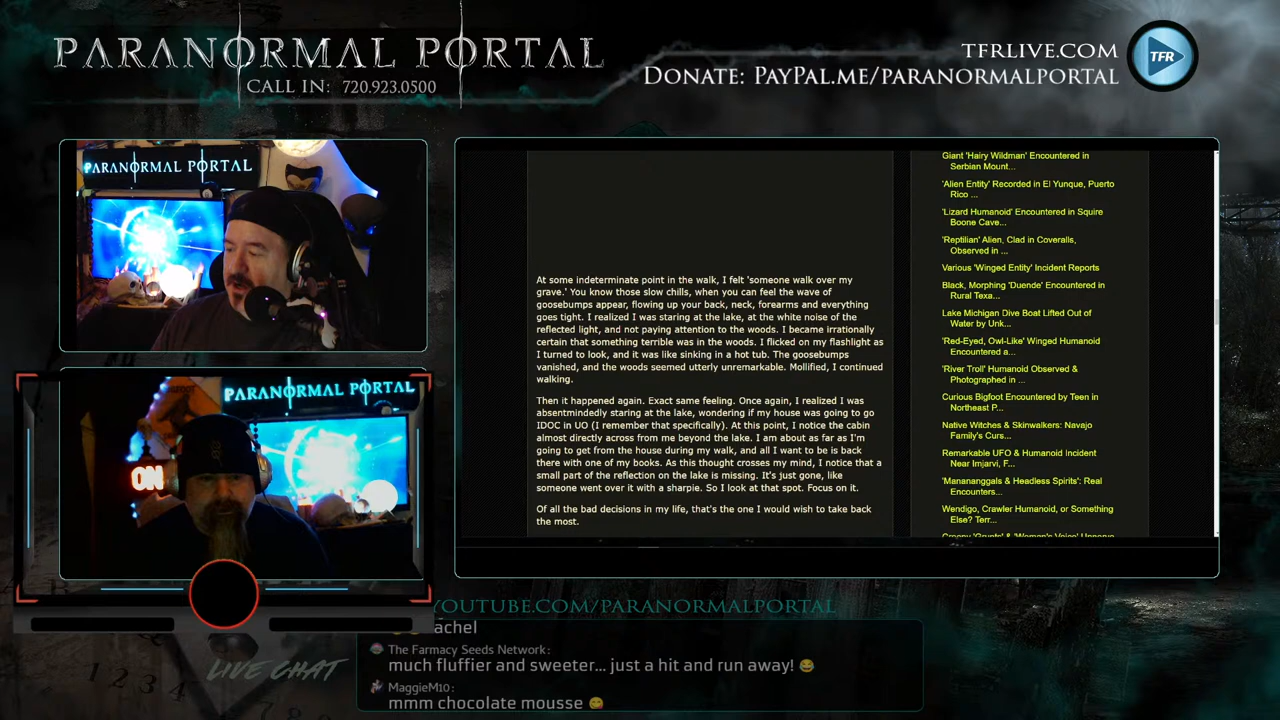 PARANORMAL PORTAL
CALL IN: 720.923.0500
TFRLIVE.COM
DONATE: PAYPAL.ME/PARANORMALPORTAL
TFR
PARANORMAL PORTAL
PARANORMAL PORTAL
ON
At some indeterminate point in the walk, I felt 'someone walk over my
grave.' You know those slow chills, when you can feel the wave of
goosebumps appear, flowing up your back, neck, forearms and everything
goes tight. I realized I was staring at the lake, at the white noise of the
reflected light, and not paying attention to the woods. I became irrationally
certain that something terrible was in the woods. I flicked on my flashlight as
I turned to look, and it was like sinking in a hot tub. The goosebumps
vanished, and the woods seemed utterly unremarkable. Mollified, I continued
walking.
Then it happened again. Exact same feeling. Once again, I realized I was
absentmindedly staring at the lake, wondering if my house was going to go
IDOC in UO (I remember that specifically). At this point, I notice the cabin
almost directly across from me beyond the lake. I am about as far as I'm
going to get from the house during my walk, and all I want to be is back
there with one of my books. As this thought crosses my mind, I notice that a
small part of the reflection on the lake is missing. It's just gone, like
someone went over it with a sharpie. So I look at that spot. Focus on it.
Of all the bad decisions in my life, that's the one I would wish to take back
the most.
Giant 'Hairy Wildman' Encountered in
Serbian Mount...
'Alien Entity' Recorded in El Yunque, Puerto
Rico ...
'Lizard Humanoid' Encountered in Squire
Boone Cave...
'Reptilian' Alien, Clad in Coveralls,
Observed in ...
Various 'Winged Entity' Incident Reports
Black, Morphing 'Duende' Encountered in
Rural Texa...
Lake Michigan Dive Boat Lifted Out of
Water by Unk...
'Red-Eyed, Owl-Like' Winged Humanoid
Encountered a...
'River Troll' Humanoid Observed &
Photographed in ...
Curious Bigfoot Encountered by Teen in
Northeast P...
Native Witches & Skinwalkers: Navajo
Family's Curs...
Remarkable UFO & Humanoid Incident
Near Imjarvi, F...
'Manananggals & Headless Spirits': Real
Encounters...
Wendigo, Crawler Humanoid, or Something
Else? Terr...
Creepy 'Grunts' & 'Woman's Voice' Unnerve
YOUTUBE.COM/PARANORMALPORTAL
LIVE CHAT
achel
The Farmacy Seeds Network:
much fluffier and sweeter... just a hit and run away! 😂
MaggieM10:
mmm chocolate mousse 😋
1 2 3 4